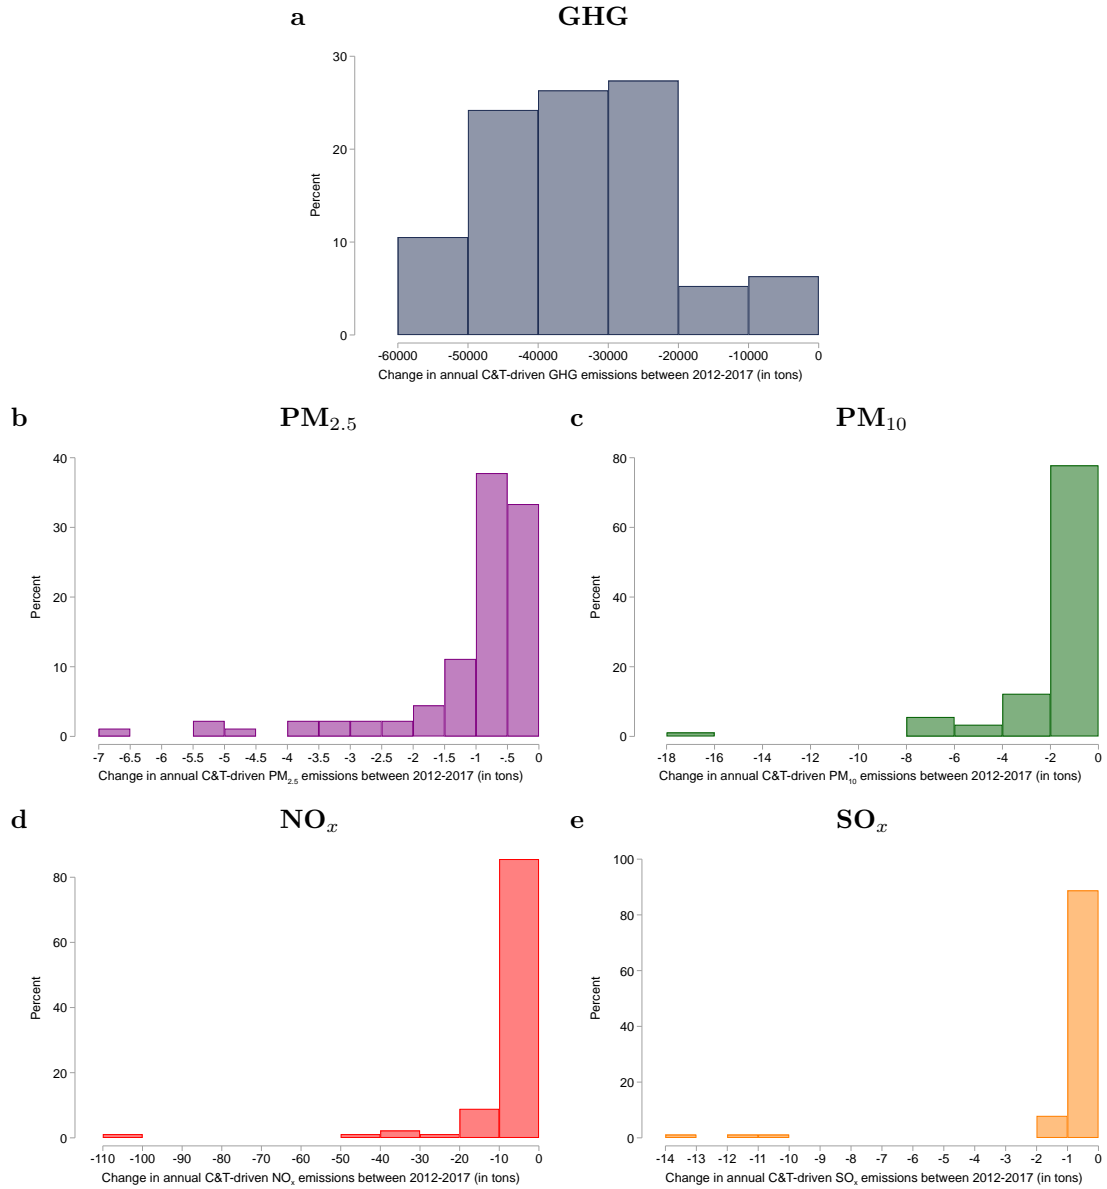 a GHG
30
20
10
0
Percent
-60000 -50000 -40000 -30000 -20000 -10000 0
Change in annual C&T-driven GHG emissions between 2012-2017 (in tons)
b PM2.5
40
30
20
10
0
Percent
-7 -6.5 -6 -5.5 -5 -4.5 -4 -3.5 -3 -2.5 -2 -1.5 -1 -.5 0
Change in annual C&T-driven PM2.5 emissions between 2012-2017 (in tons)
c PM10
80
60
40
20
0
Percent
-18 -16 -14 -12 -10 -8 -6 -4 -2 0
Change in annual C&T-driven PM10 emissions between 2012-2017 (in tons)
d NOx
80
60
40
20
0
Percent
-110 -100 -90 -80 -70 -60 -50 -40 -30 -20 -10 0
Change in annual C&T-driven NOx emissions between 2012-2017 (in tons)
e SOx
100
80
60
40
20
0
Percent
-14 -13 -12 -11 -10 -9 -8 -7 -6 -5 -4 -3 -2 -1 0
Change in annual C&T-driven SOx emissions between 2012-2017 (in tons)